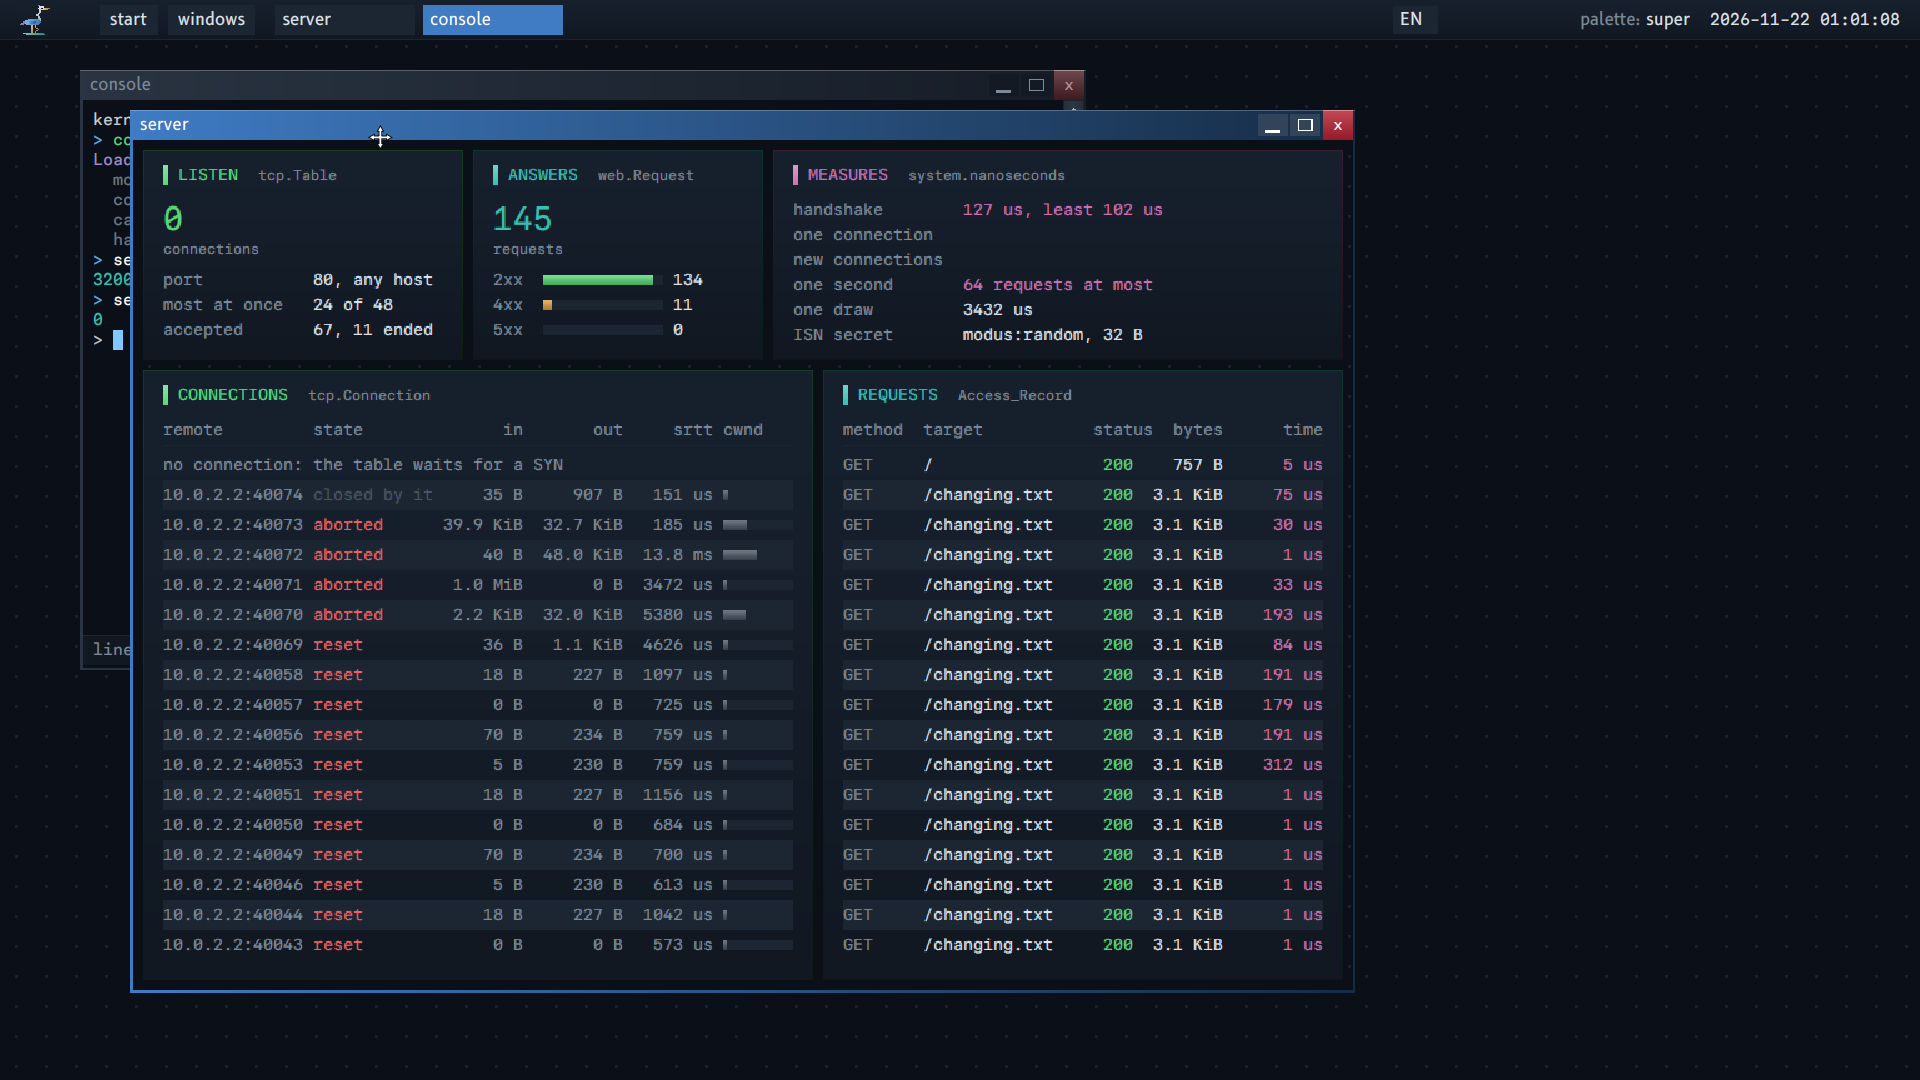 start windows server console EN palette: super 2026-11-22 01:01:08
console x
kern
> co
Load
mo
co
ca
ha
> se
3200
> se
0
>
line
server x
LISTEN tcp.Table
0
connections
port 80, any host
most at once 24 of 48
accepted 67, 11 ended
ANSWERS web.Request
145
requests
2xx 134
4xx 11
5xx 0
MEASURES system.nanoseconds
handshake 127 us, least 102 us
one connection
new connections
one second 64 requests at most
one draw 3432 us
ISN secret modus:random, 32 B
CONNECTIONS tcp.Connection
remote state in out srtt cwnd
no connection: the table waits for a SYN
10.0.2.2:40074 closed by it 35 B 907 B 151 us
10.0.2.2:40073 aborted 39.9 KiB 32.7 KiB 185 us
10.0.2.2:40072 aborted 40 B 48.0 KiB 13.8 ms
10.0.2.2:40071 aborted 1.0 MiB 0 B 3472 us
10.0.2.2:40070 aborted 2.2 KiB 32.0 KiB 5380 us
10.0.2.2:40069 reset 36 B 1.1 KiB 4626 us
10.0.2.2:40058 reset 18 B 227 B 1097 us
10.0.2.2:40057 reset 0 B 0 B 725 us
10.0.2.2:40056 reset 70 B 234 B 759 us
10.0.2.2:40053 reset 5 B 230 B 759 us
10.0.2.2:40051 reset 18 B 227 B 1156 us
10.0.2.2:40050 reset 0 B 0 B 684 us
10.0.2.2:40049 reset 70 B 234 B 700 us
10.0.2.2:40046 reset 5 B 230 B 613 us
10.0.2.2:40044 reset 18 B 227 B 1042 us
10.0.2.2:40043 reset 0 B 0 B 573 us
REQUESTS Access_Record
method target status bytes time
GET / 200 757 B 5 us
GET /changing.txt 200 3.1 KiB 75 us
GET /changing.txt 200 3.1 KiB 30 us
GET /changing.txt 200 3.1 KiB 1 us
GET /changing.txt 200 3.1 KiB 33 us
GET /changing.txt 200 3.1 KiB 193 us
GET /changing.txt 200 3.1 KiB 84 us
GET /changing.txt 200 3.1 KiB 191 us
GET /changing.txt 200 3.1 KiB 179 us
GET /changing.txt 200 3.1 KiB 191 us
GET /changing.txt 200 3.1 KiB 312 us
GET /changing.txt 200 3.1 KiB 1 us
GET /changing.txt 200 3.1 KiB 1 us
GET /changing.txt 200 3.1 KiB 1 us
GET /changing.txt 200 3.1 KiB 1 us
GET /changing.txt 200 3.1 KiB 1 us
GET /changing.txt 200 3.1 KiB 1 us